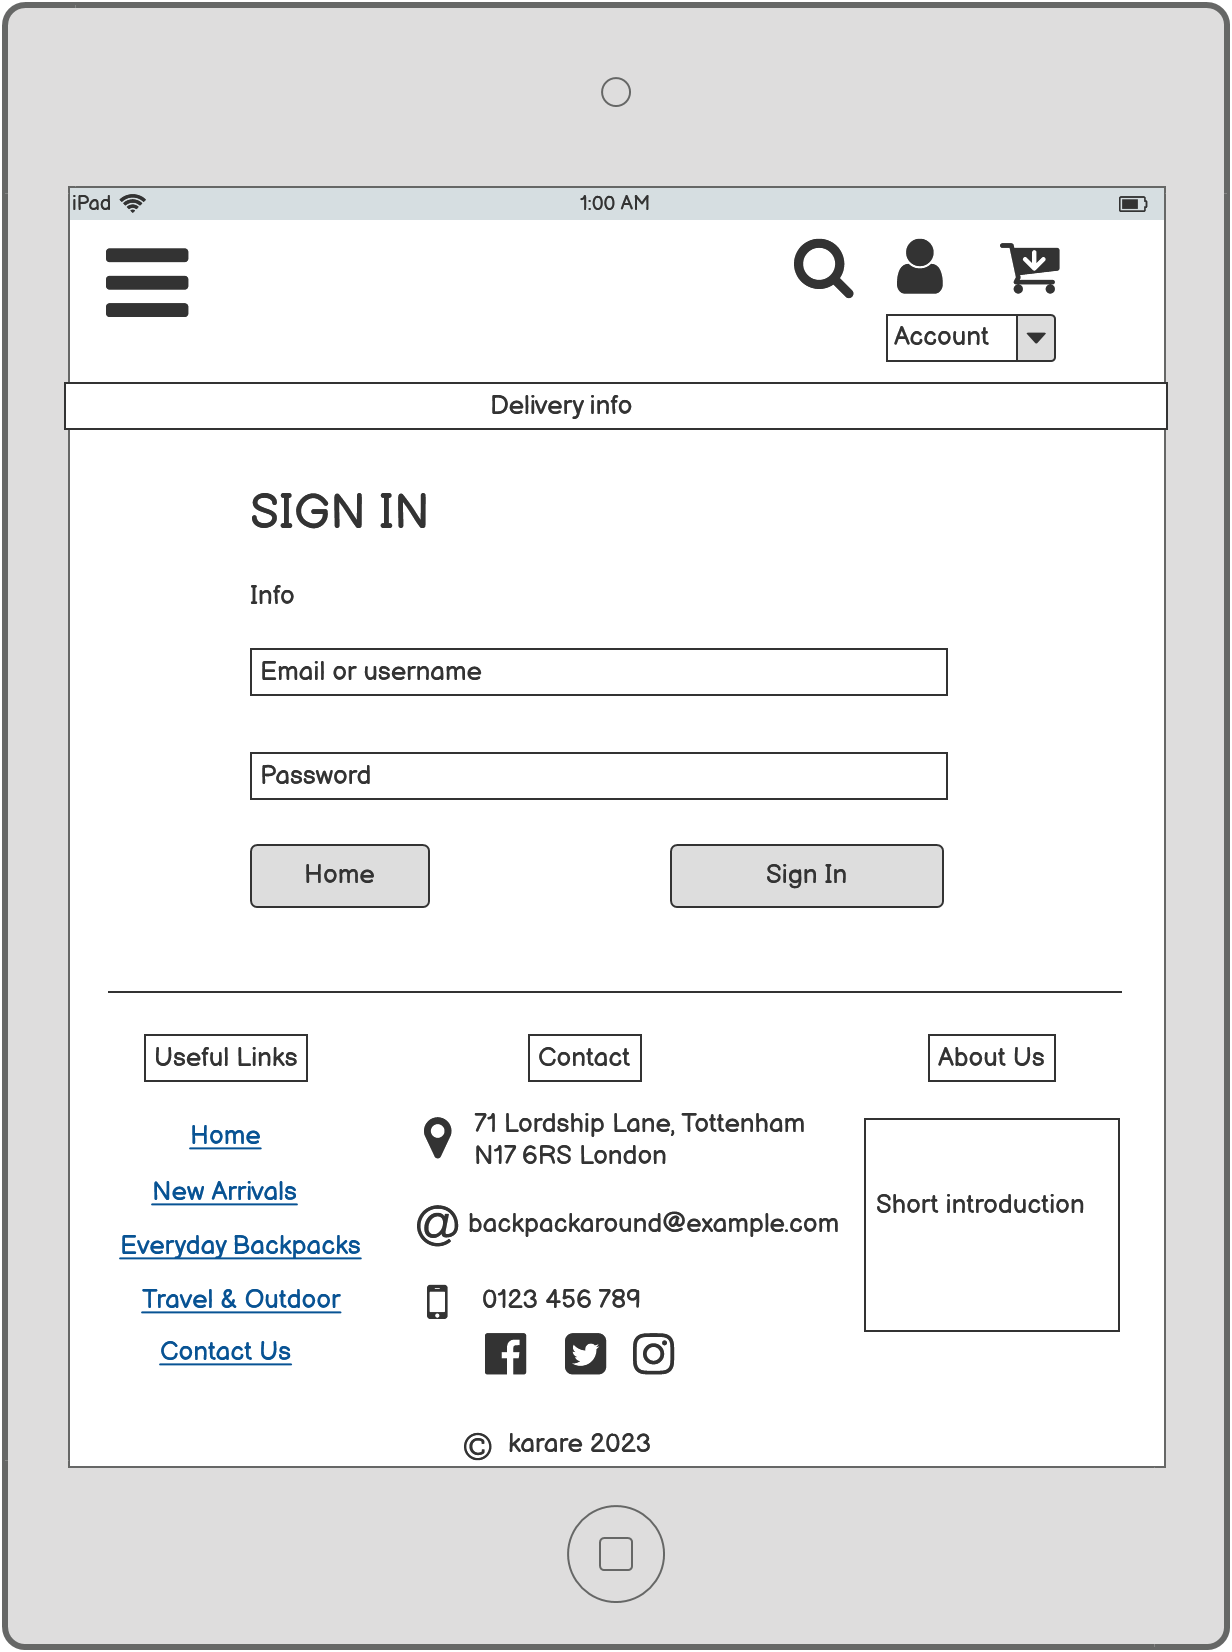 iPad
1:00 AM
Account
Delivery info
SIGN IN
Info
Email or username
Password
Home
Sign In
Useful Links
Contact
About Us
Home
New Arrivals
Everyday Backpacks
Travel & Outdoor
Contact Us
71 Lordship Lane, Tottenham
N17 6RS London
@ backpackaround@example.com
0123 456 789
Short introduction
© karare 2023